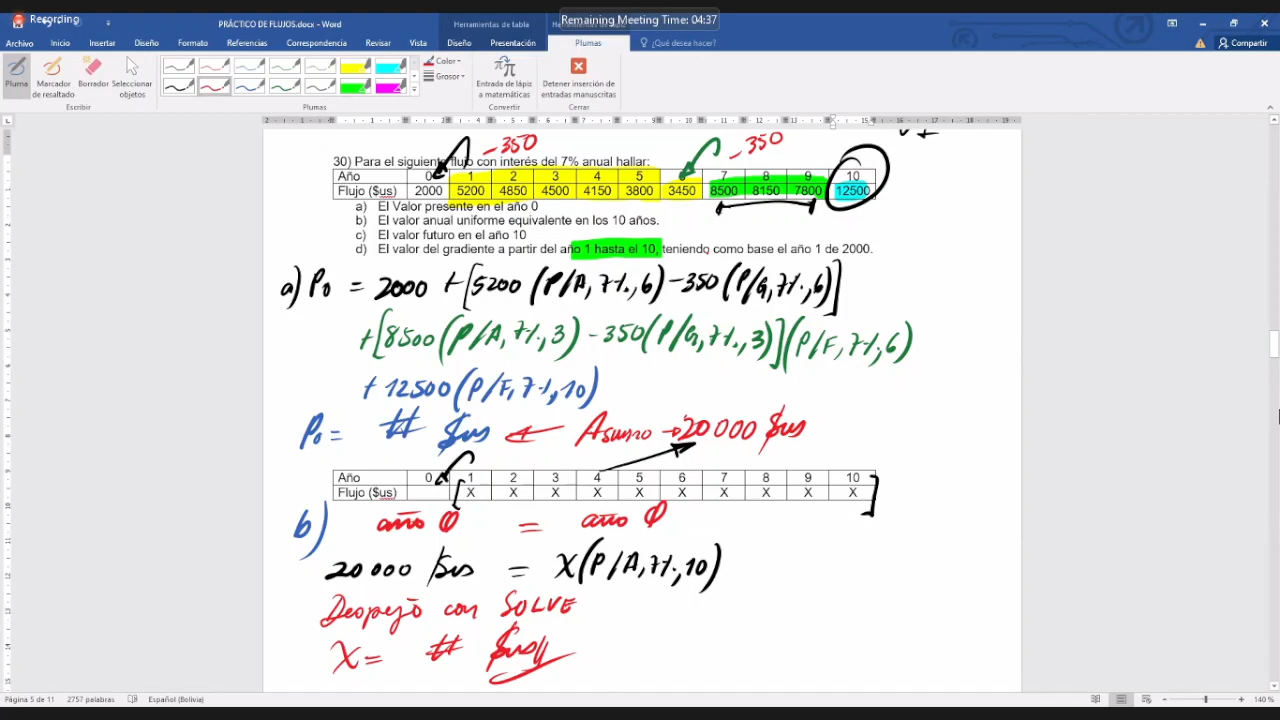 Recording
PRÁCTICO DE FLUJOS.docx - Word
Herramientas de tabla
Remaining Meeting Time: 04:37
Archivo Inicio Insertar Diseño Formato Referencias Correspondencia Revisar Vista Diseño Presentación Plumas ¿Qué desea hacer? Compartir
Pluma Marcador de resaltado Borrador Seleccionar objetos
Color
Grosor
Entrada de lápiz a matemáticas
Detener inserción de entradas manuscritas
Escribir Plumas Convertir Cerrar
-350 -350
30) Para el siguiente flujo con interés del 7% anual hallar:
Año 0 1 2 3 4 5 6 7 8 9 10
Flujo ($us) 2000 5200 4850 4500 4150 3800 3450 8500 8150 7800 12500
a) El Valor presente en el año 0
b) El valor anual uniforme equivalente en los 10 años.
c) El valor futuro en el año 10
d) El valor del gradiente a partir del año 1 hasta el 10, teniendo como base el año 1 de 2000.
a) P0 = 2000 + [5200 (P/A, 7%, 6) - 350 (P/G, 7%, 6)]
+ [8500 (P/A, 7%, 3) - 350 (P/G, 7%, 3)] (P/F, 7%, 6)
+ 12500 (P/F, 7%, 10)
P0 = # $us ← Asumo → 20 000 $us
Año 0 1 2 3 4 5 6 7 8 9 10
Flujo ($us) X X X X X X X X X X
b) año 0 = año 0
20 000 $us = X (P/A, 7%, 10)
Despejo con SOLVE
X = # $us//
Página 5 de 11 2757 palabras Español (Bolivia) 140 %